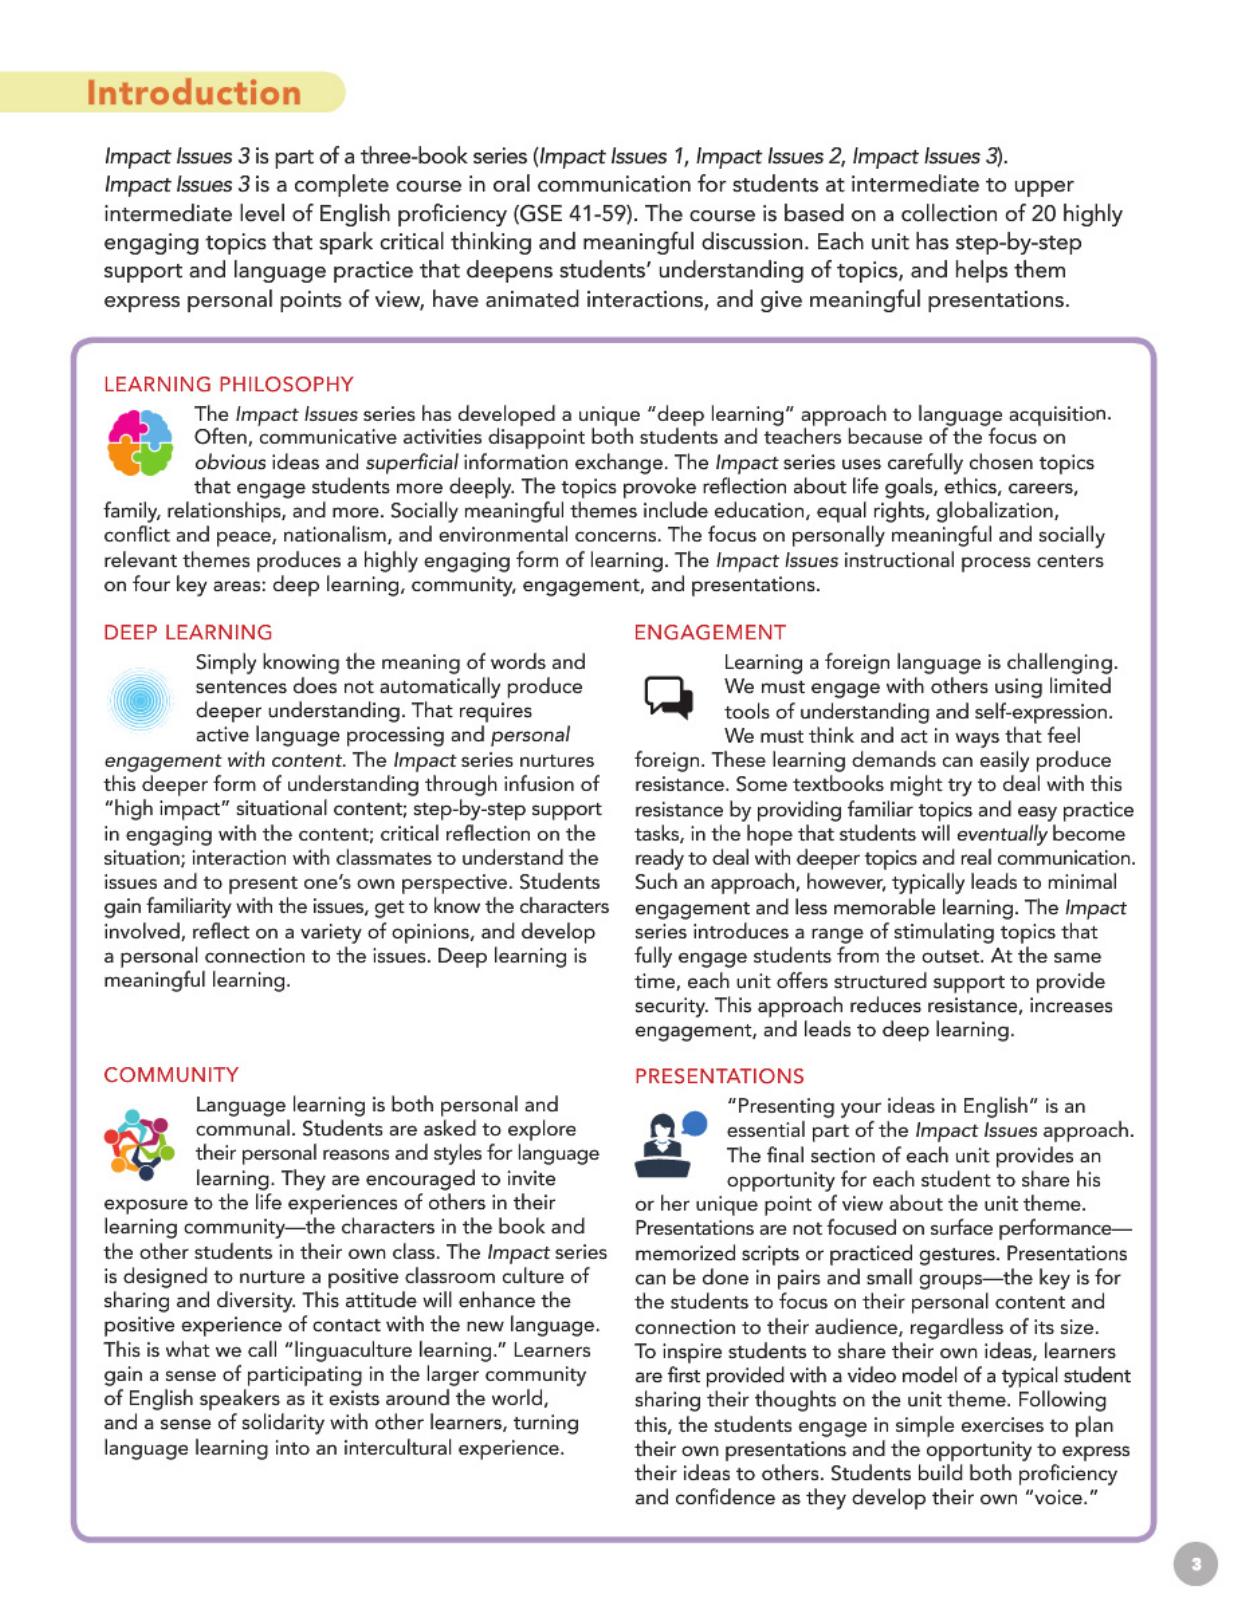 Introduction
Impact Issues 3 is part of a three-book series (Impact Issues 1, Impact Issues 2, Impact Issues 3).
Impact Issues 3 is a complete course in oral communication for students at intermediate to upper
intermediate level of English proficiency (GSE 41-59). The course is based on a collection of 20 highly
engaging topics that spark critical thinking and meaningful discussion. Each unit has step-by-step
support and language practice that deepens students’ understanding of topics, and helps them
express personal points of view, have animated interactions, and give meaningful presentations.
LEARNING PHILOSOPHY
The Impact Issues series has developed a unique “deep learning” approach to language acquisition.
Often, communicative activities disappoint both students and teachers because of the focus on
obvious ideas and superficial information exchange. The Impact series uses carefully chosen topics
that engage students more deeply. The topics provoke reflection about life goals, ethics, careers,
family, relationships, and more. Socially meaningful themes include education, equal rights, globalization,
conflict and peace, nationalism, and environmental concerns. The focus on personally meaningful and socially
relevant themes produces a highly engaging form of learning. The Impact Issues instructional process centers
on four key areas: deep learning, community, engagement, and presentations.
DEEP LEARNING
Simply knowing the meaning of words and
sentences does not automatically produce
deeper understanding. That requires
active language processing and personal
engagement with content. The Impact series nurtures
this deeper form of understanding through infusion of
“high impact” situational content; step-by-step support
in engaging with the content; critical reflection on the
situation; interaction with classmates to understand the
issues and to present one’s own perspective. Students
gain familiarity with the issues, get to know the characters
involved, reflect on a variety of opinions, and develop
a personal connection to the issues. Deep learning is
meaningful learning.
ENGAGEMENT
Learning a foreign language is challenging.
We must engage with others using limited
tools of understanding and self-expression.
We must think and act in ways that feel
foreign. These learning demands can easily produce
resistance. Some textbooks might try to deal with this
resistance by providing familiar topics and easy practice
tasks, in the hope that students will eventually become
ready to deal with deeper topics and real communication.
Such an approach, however, typically leads to minimal
engagement and less memorable learning. The Impact
series introduces a range of stimulating topics that
fully engage students from the outset. At the same
time, each unit offers structured support to provide
security. This approach reduces resistance, increases
engagement, and leads to deep learning.
COMMUNITY
Language learning is both personal and
communal. Students are asked to explore
their personal reasons and styles for language
learning. They are encouraged to invite
exposure to the life experiences of others in their
learning community—the characters in the book and
the other students in their own class. The Impact series
is designed to nurture a positive classroom culture of
sharing and diversity. This attitude will enhance the
positive experience of contact with the new language.
This is what we call “linguaculture learning.” Learners
gain a sense of participating in the larger community
of English speakers as it exists around the world,
and a sense of solidarity with other learners, turning
language learning into an intercultural experience.
PRESENTATIONS
“Presenting your ideas in English” is an
essential part of the Impact Issues approach.
The final section of each unit provides an
opportunity for each student to share his
or her unique point of view about the unit theme.
Presentations are not focused on surface performance—
memorized scripts or practiced gestures. Presentations
can be done in pairs and small groups—the key is for
the students to focus on their personal content and
connection to their audience, regardless of its size.
To inspire students to share their own ideas, learners
are first provided with a video model of a typical student
sharing their thoughts on the unit theme. Following
this, the students engage in simple exercises to plan
their own presentations and the opportunity to express
their ideas to others. Students build both proficiency
and confidence as they develop their own “voice.”
3